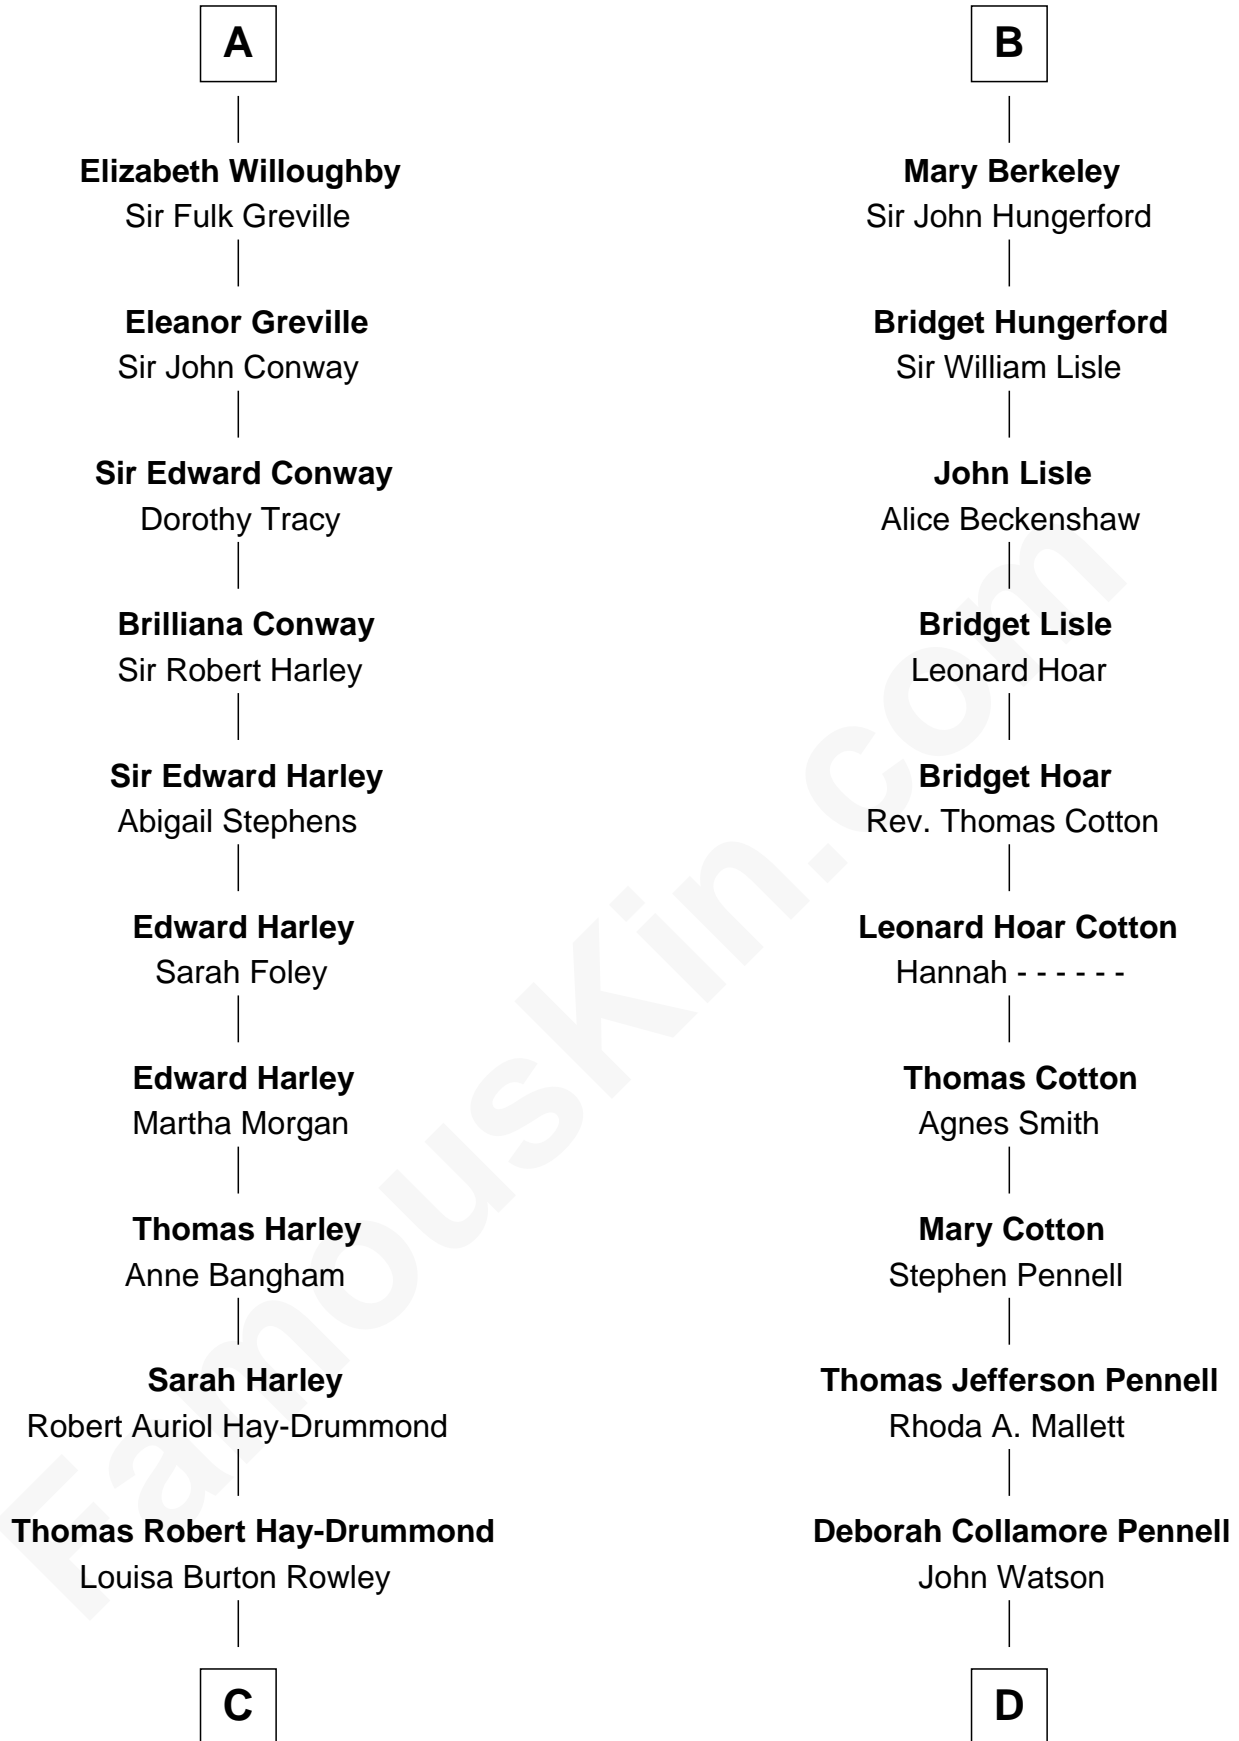 A
Elizabeth Willoughby
Sir Fulk Greville
Eleanor Greville
Sir John Conway
Sir Edward Conway
Dorothy Tracy
Brilliana Conway
Sir Robert Harley
Sir Edward Harley
Abigail Stephens
Edward Harley
Sarah Foley
Edward Harley
Martha Morgan
Thomas Harley
Anne Bangham
Sarah Harley
Robert Auriol Hay-Drummond
Thomas Robert Hay-Drummond
Louisa Burton Rowley
C
B
Mary Berkeley
Sir John Hungerford
Bridget Hungerford
Sir William Lisle
John Lisle
Alice Beckenshaw
Bridget Lisle
Leonard Hoar
Bridget Hoar
Rev. Thomas Cotton
Leonard Hoar Cotton
Hannah - - - - - -
Thomas Cotton
Agnes Smith
Mary Cotton
Stephen Pennell
Thomas Jefferson Pennell
Rhoda A. Mallett
Deborah Collamore Pennell
John Watson
D
FamousKin.com